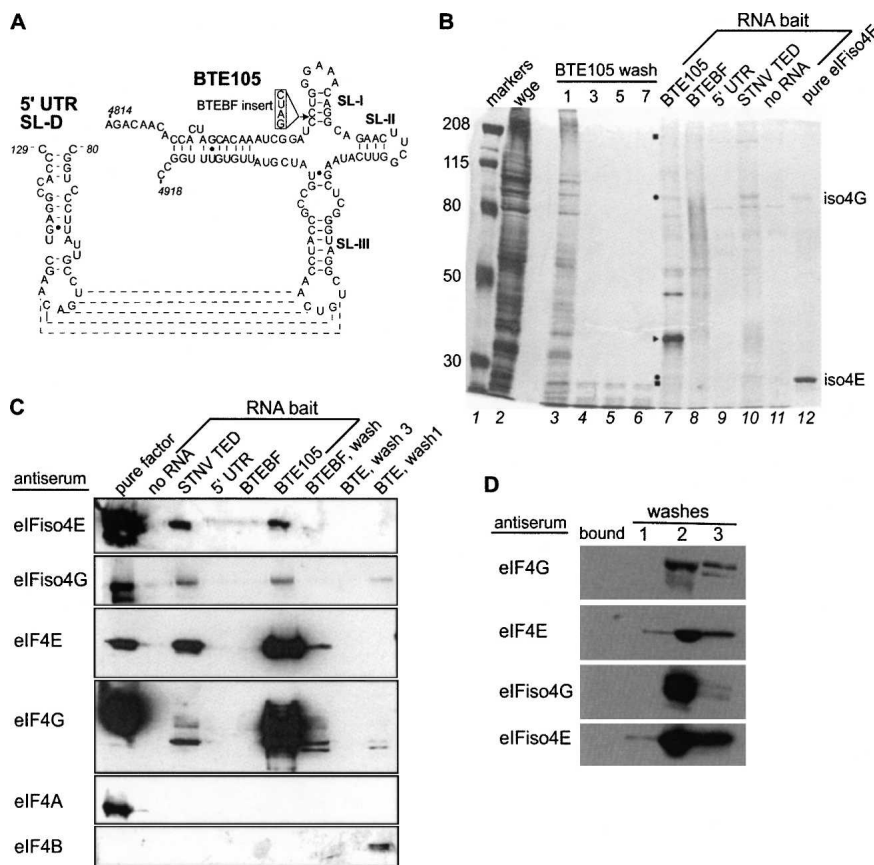 A
5' UTR
SL-D
129
80
BTE105
BTEBF insert
4814
4918
SL-I
SL-II
SL-III
B
RNA bait
markers
wge
BTE105 wash
1 3 5 7
BTE105
BTEBF
5' UTR
STNV TED
no RNA
pure eIFiso4F
208
115
80
50
30
iso4G
iso4E
1 2 3 4 5 6 7 8 9 10 11 12
C
RNA bait
antiserum
pure factor
no RNA
STNV TED
5' UTR
BTEBF
BTE105
BTEBF, wash
BTE, wash 3
BTE, wash1
eIFiso4E
eIFiso4G
eIF4E
eIF4G
eIF4A
eIF4B
D
washes
antiserum bound 1 2 3
eIF4G
eIF4E
eIFiso4G
eIFiso4E